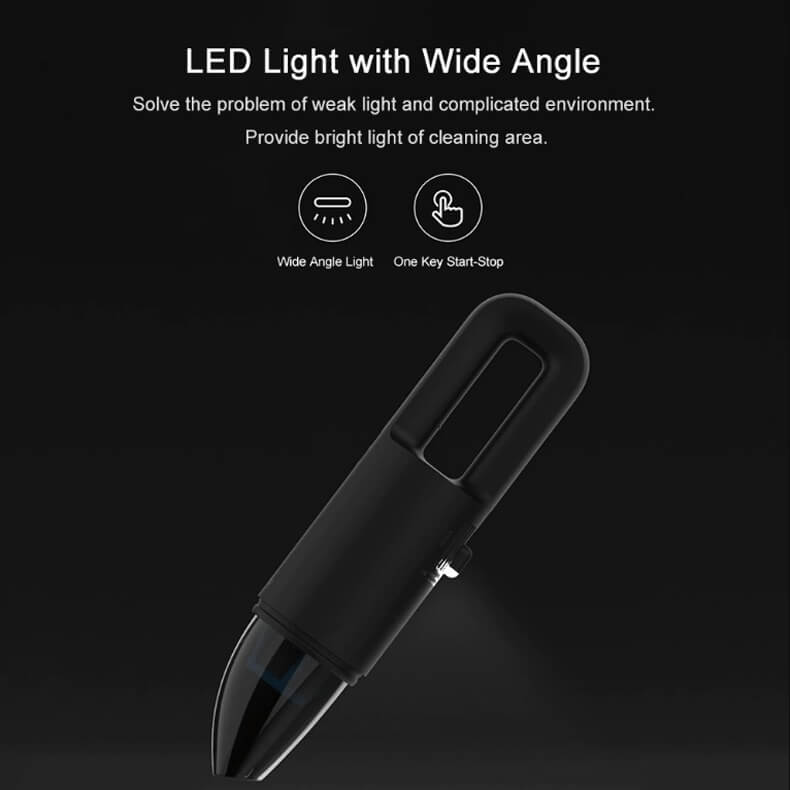 LED Light with Wide Angle
Solve the problem of weak light and complicated environment.
Provide bright light of cleaning area.
Wide Angle Light
One Key Start-Stop